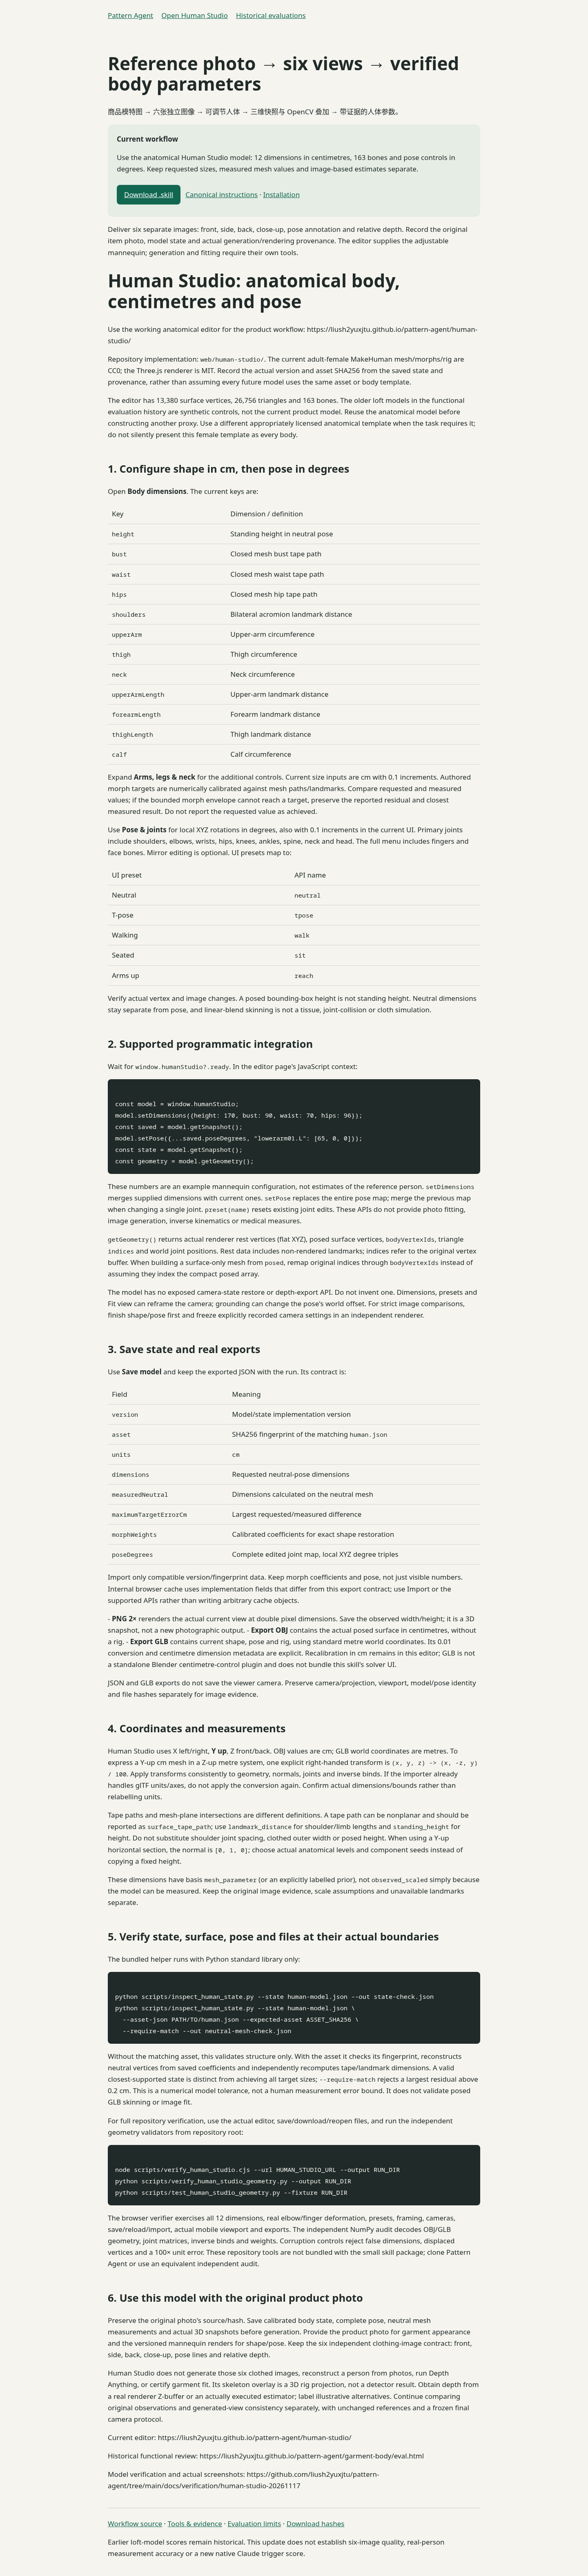 Pattern Agent Open Human Studio Historical evaluations
Reference photo → six views → verified
body parameters
商品模特图 → 六张独立图像 → 可调节人体 → 三维快照与 OpenCV 叠加 → 带证据的人体参数。
Current workflow
Use the anatomical Human Studio model: 12 dimensions in centimetres, 163 bones and pose controls in
degrees. Keep requested sizes, measured mesh values and image-based estimates separate.
Download .skill Canonical instructions · Installation
Deliver six separate images: front, side, back, close-up, pose annotation and relative depth. Record the original
item photo, model state and actual generation/rendering provenance. The editor supplies the adjustable
mannequin; generation and fitting require their own tools.
Human Studio: anatomical body,
centimetres and pose
Use the working anatomical editor for the product workflow: https://liush2yuxjtu.github.io/pattern-agent/human-
studio/
Repository implementation: web/human-studio/. The current adult-female MakeHuman mesh/morphs/rig are
CC0; the Three.js renderer is MIT. Record the actual version and asset SHA256 from the saved state and
provenance, rather than assuming every future model uses the same asset or body template.
The editor has 13,380 surface vertices, 26,756 triangles and 163 bones. The older loft models in the functional
evaluation history are synthetic controls, not the current product model. Reuse the anatomical model before
constructing another proxy. Use a different appropriately licensed anatomical template when the task requires it;
do not silently present this female template as every body.
1. Configure shape in cm, then pose in degrees
Open Body dimensions. The current keys are:
Key Dimension / definition
height Standing height in neutral pose
bust Closed mesh bust tape path
waist Closed mesh waist tape path
hips Closed mesh hip tape path
shoulders Bilateral acromion landmark distance
upperArm Upper-arm circumference
thigh Thigh circumference
neck Neck circumference
upperArmLength Upper-arm landmark distance
forearmLength Forearm landmark distance
thighLength Thigh landmark distance
calf Calf circumference
Expand Arms, legs & neck for the additional controls. Current size inputs are cm with 0.1 increments. Authored
morph targets are numerically calibrated against mesh paths/landmarks. Compare requested and measured
values; if the bounded morph envelope cannot reach a target, preserve the reported residual and closest
measured result. Do not report the requested value as achieved.
Use Pose & joints for local XYZ rotations in degrees, also with 0.1 increments in the current UI. Primary joints
include shoulders, elbows, wrists, hips, knees, ankles, spine, neck and head. The full menu includes fingers and
face bones. Mirror editing is optional. UI presets map to:
UI preset API name
Neutral neutral
T-pose tpose
Walking walk
Seated sit
Arms up reach
Verify actual vertex and image changes. A posed bounding-box height is not standing height. Neutral dimensions
stay separate from pose, and linear-blend skinning is not a tissue, joint-collision or cloth simulation.
2. Supported programmatic integration
Wait for window.humanStudio?.ready. In the editor page's JavaScript context:
const model = window.humanStudio;
model.setDimensions({height: 170, bust: 90, waist: 70, hips: 96});
const saved = model.getSnapshot();
model.setPose({...saved.poseDegrees, "lowerarm01.L": [65, 0, 0]});
const state = model.getSnapshot();
const geometry = model.getGeometry();
These numbers are an example mannequin configuration, not estimates of the reference person. setDimensions
merges supplied dimensions with current ones. setPose replaces the entire pose map; merge the previous map
when changing a single joint. preset(name) resets existing joint edits. These APIs do not provide photo fitting,
image generation, inverse kinematics or medical measures.
getGeometry() returns actual renderer rest vertices (flat XYZ), posed surface vertices, bodyVertexIds, triangle
indices and world joint positions. Rest data includes non-rendered landmarks; indices refer to the original vertex
buffer. When building a surface-only mesh from posed, remap original indices through bodyVertexIds instead of
assuming they index the compact posed array.
The model has no exposed camera-state restore or depth-export API. Do not invent one. Dimensions, presets and
Fit view can reframe the camera; grounding can change the pose's world offset. For strict image comparisons,
finish shape/pose first and freeze explicitly recorded camera settings in an independent renderer.
3. Save state and real exports
Use Save model and keep the exported JSON with the run. Its contract is:
Field Meaning
version Model/state implementation version
asset SHA256 fingerprint of the matching human.json
units cm
dimensions Requested neutral-pose dimensions
measuredNeutral Dimensions calculated on the neutral mesh
maximumTargetErrorCm Largest requested/measured difference
morphWeights Calibrated coefficients for exact shape restoration
poseDegrees Complete edited joint map, local XYZ degree triples
Import only compatible version/fingerprint data. Keep morph coefficients and pose, not just visible numbers.
Internal browser cache uses implementation fields that differ from this export contract; use Import or the
supported APIs rather than writing arbitrary cache objects.
- PNG 2× rerenders the actual current view at double pixel dimensions. Save the observed width/height; it is a 3D
snapshot, not a new photographic output. - Export OBJ contains the actual posed surface in centimetres, without
a rig. - Export GLB contains current shape, pose and rig, using standard metre world coordinates. Its 0.01
conversion and centimetre dimension metadata are explicit. Recalibration in cm remains in this editor; GLB is not
a standalone Blender centimetre-control plugin and does not bundle this skill's solver UI.
JSON and GLB exports do not save the viewer camera. Preserve camera/projection, viewport, model/pose identity
and file hashes separately for image evidence.
4. Coordinates and measurements
Human Studio uses X left/right, Y up, Z front/back. OBJ values are cm; GLB world coordinates are metres. To
express a Y-up cm mesh in a Z-up metre system, one explicit right-handed transform is (x, y, z) -> (x, -z, y)
/ 100. Apply transforms consistently to geometry, normals, joints and inverse binds. If the importer already
handles glTF units/axes, do not apply the conversion again. Confirm actual dimensions/bounds rather than
relabelling units.
Tape paths and mesh-plane intersections are different definitions. A tape path can be nonplanar and should be
reported as surface_tape_path; use landmark_distance for shoulder/limb lengths and standing_height for
height. Do not substitute shoulder joint spacing, clothed outer width or posed height. When using a Y-up
horizontal section, the normal is [0, 1, 0]; choose actual anatomical levels and component seeds instead of
copying a fixed height.
These dimensions have basis mesh_parameter (or an explicitly labelled prior), not observed_scaled simply because
the model can be measured. Keep the original image evidence, scale assumptions and unavailable landmarks
separate.
5. Verify state, surface, pose and files at their actual boundaries
The bundled helper runs with Python standard library only:
python scripts/inspect_human_state.py --state human-model.json --out state-check.json
python scripts/inspect_human_state.py --state human-model.json \
--asset-json PATH/TO/human.json --expected-asset ASSET_SHA256 \
--require-match --out neutral-mesh-check.json
Without the matching asset, this validates structure only. With the asset it checks its fingerprint, reconstructs
neutral vertices from saved coefficients and independently recomputes tape/landmark dimensions. A valid
closest-supported state is distinct from achieving all target sizes; --require-match rejects a largest residual above
0.2 cm. This is a numerical model tolerance, not a human measurement error bound. It does not validate posed
GLB skinning or image fit.
For full repository verification, use the actual editor, save/download/reopen files, and run the independent
geometry validators from repository root:
node scripts/verify_human_studio.cjs --url HUMAN_STUDIO_URL --output RUN_DIR
python scripts/verify_human_studio_geometry.py --output RUN_DIR
python scripts/test_human_studio_geometry.py --fixture RUN_DIR
The browser verifier exercises all 12 dimensions, real elbow/finger deformation, presets, framing, cameras,
save/reload/import, actual mobile viewport and exports. The independent NumPy audit decodes OBJ/GLB
geometry, joint matrices, inverse binds and weights. Corruption controls reject false dimensions, displaced
vertices and a 100× unit error. These repository tools are not bundled with the small skill package; clone Pattern
Agent or use an equivalent independent audit.
6. Use this model with the original product photo
Preserve the original photo's source/hash. Save calibrated body state, complete pose, neutral mesh
measurements and actual 3D snapshots before generation. Provide the product photo for garment appearance
and the versioned mannequin renders for shape/pose. Keep the six independent clothing-image contract: front,
side, back, close-up, pose lines and relative depth.
Human Studio does not generate those six clothed images, reconstruct a person from photos, run Depth
Anything, or certify garment fit. Its skeleton overlay is a 3D rig projection, not a detector result. Obtain depth from
a real renderer Z-buffer or an actually executed estimator; label illustrative alternatives. Continue comparing
original observations and generated-view consistency separately, with unchanged references and a frozen final
camera protocol.
Current editor: https://liush2yuxjtu.github.io/pattern-agent/human-studio/
Historical functional review: https://liush2yuxjtu.github.io/pattern-agent/garment-body/eval.html
Model verification and actual screenshots: https://github.com/liush2yuxjtu/pattern-
agent/tree/main/docs/verification/human-studio-20261117
Workflow source · Tools & evidence · Evaluation limits · Download hashes
Earlier loft-model scores remain historical. This update does not establish six-image quality, real-person
measurement accuracy or a new native Claude trigger score.